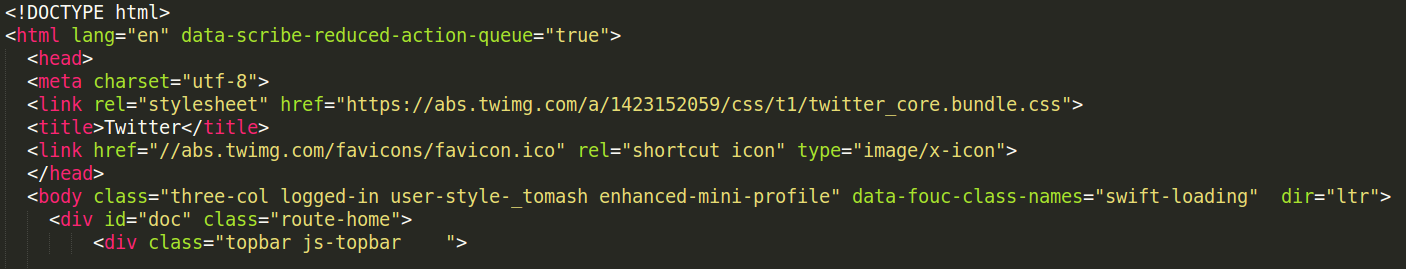 <!DOCTYPE html>
<html lang="en" data-scribe-reduced-action-queue="true">
  <head>
  <meta charset="utf-8">
  <link rel="stylesheet" href="https://abs.twimg.com/a/1423152059/css/t1/twitter_core.bundle.css">
  <title>Twitter</title>
  <link href="//abs.twimg.com/favicons/favicon.ico" rel="shortcut icon" type="image/x-icon">
  </head>
  <body class="three-col logged-in user-style-_tomash enhanced-mini-profile" data-fouc-class-names="swift-loading"  dir="ltr">
    <div id="doc" class="route-home">
        <div class="topbar js-topbar    ">